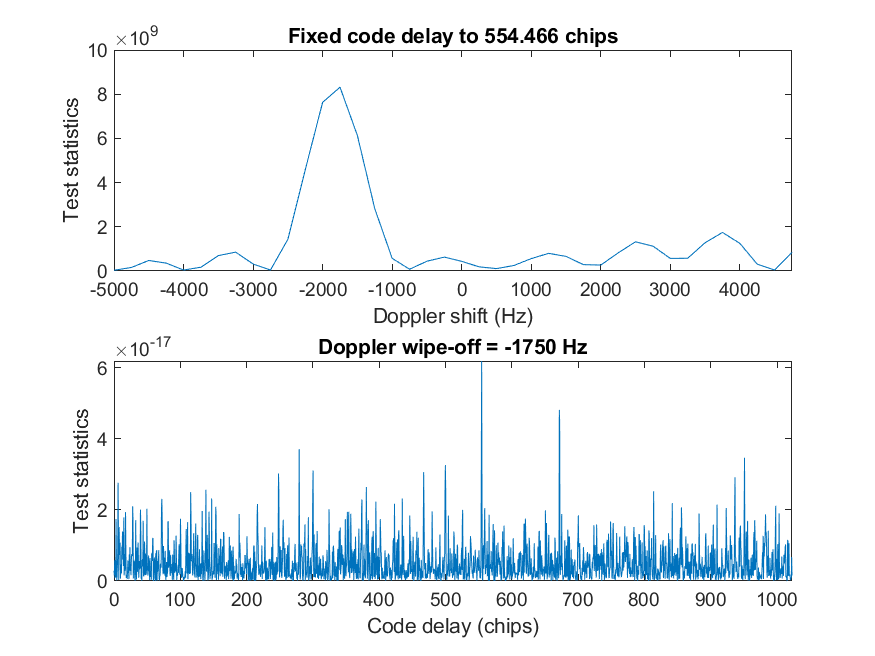 ×10^9
Fixed code delay to 554.466 chips
10
8
6
4
2
0
Test statistics
-5000 -4000 -3000 -2000 -1000 0 1000 2000 3000 4000
Doppler shift (Hz)
×10^-17
Doppler wipe-off = -1750 Hz
6
4
2
0
Test statistics
0 100 200 300 400 500 600 700 800 900 1000
Code delay (chips)